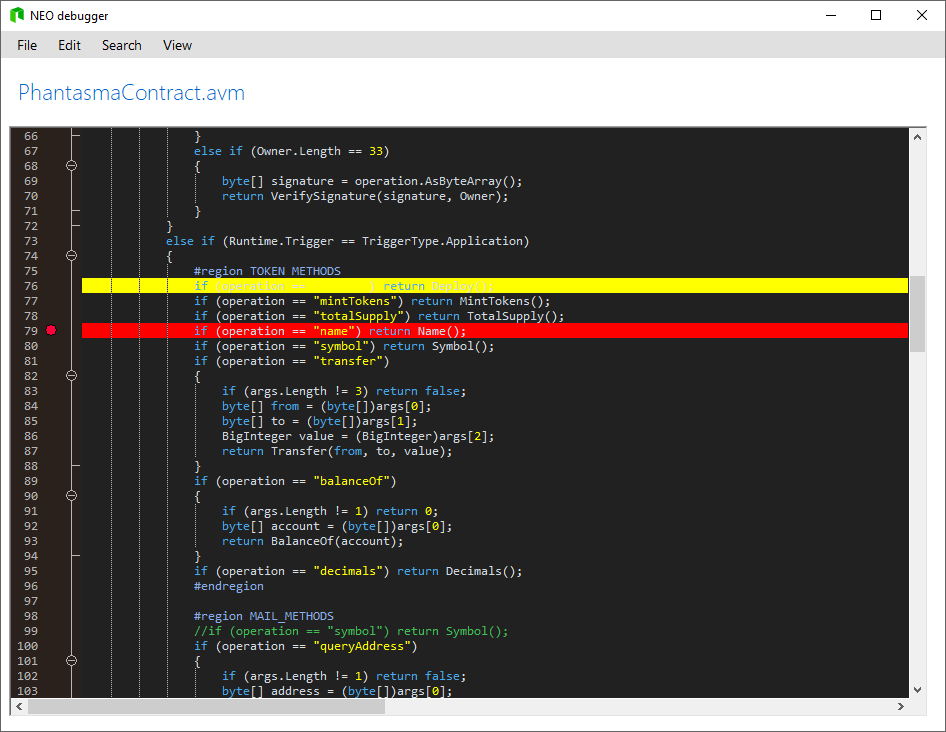 NEO debugger
File Edit Search View
PhantasmaContract.avm
66 }
67 else if (Owner.Length == 33)
68 {
69 byte[] signature = operation.AsByteArray();
70 return VerifySignature(signature, Owner);
71 }
72 }
73 else if (Runtime.Trigger == TriggerType.Application)
74 {
75 #region TOKEN METHODS
76 if (operation ) return Deploy();
77 if (operation == "mintTokens") return MintTokens();
78 if (operation == "totalSupply") return TotalSupply();
79 if (operation == "name") return Name();
80 if (operation == "symbol") return Symbol();
81 if (operation == "transfer")
82 {
83 if (args.Length != 3) return false;
84 byte[] from = (byte[])args[0];
85 byte[] to = (byte[])args[1];
86 BigInteger value = (BigInteger)args[2];
87 return Transfer(from, to, value);
88 }
89 if (operation == "balanceOf")
90 {
91 if (args.Length != 1) return 0;
92 byte[] account = (byte[])args[0];
93 return BalanceOf(account);
94 }
95 if (operation == "decimals") return Decimals();
96 #endregion
97
98 #region MAIL_METHODS
99 //if (operation == "symbol") return Symbol();
100 if (operation == "queryAddress")
101 {
102 if (args.Length != 1) return false;
103 byte[] address = (byte[])args[0];